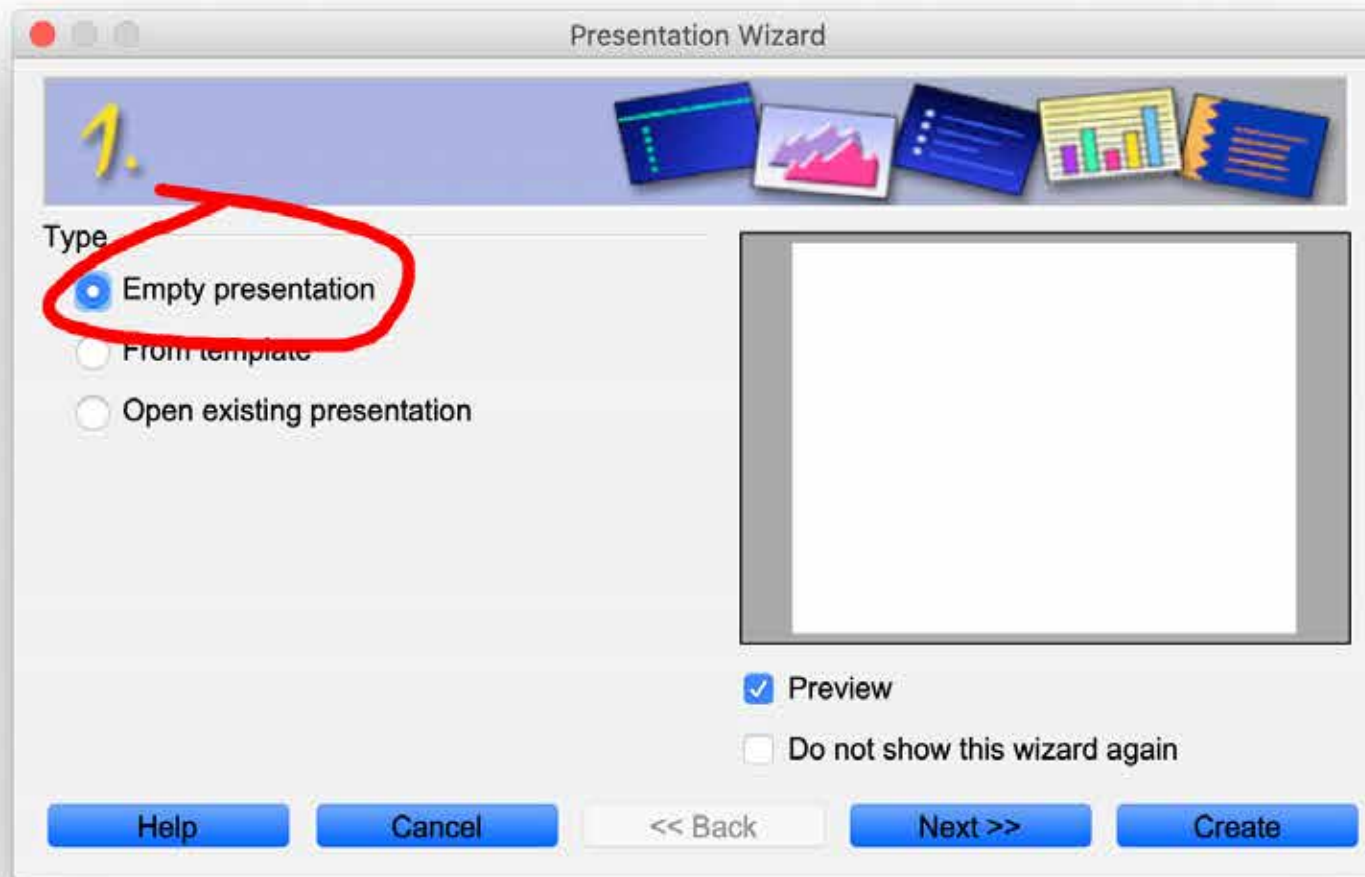 Presentation Wizard
1.
Type
Empty presentation
From template
Open existing presentation
Preview
Do not show this wizard again
Help Cancel << Back Next >> Create